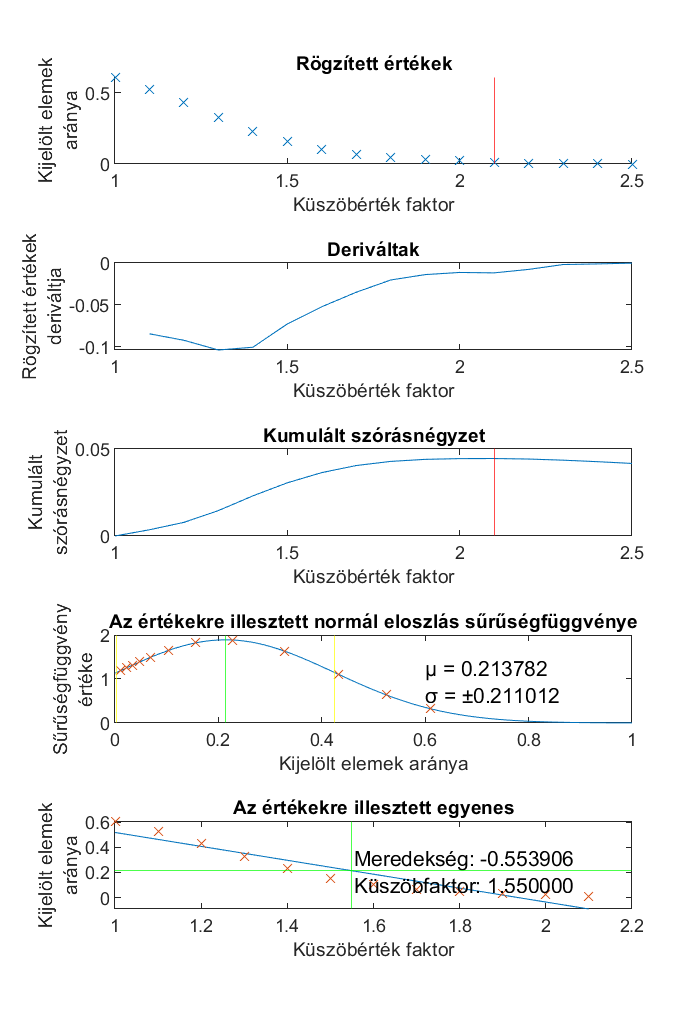 Rögzített értékek
Kijelölt elemek
aránya
0.5
0
1
1.5
2
2.5
Küszöbérték faktor
Deriváltak
Rögzített értékek
deriváltja
0
-0.05
-0.1
1
1.5
2
2.5
Küszöbérték faktor
Kumulált szórásnégyzet
Kumulált
szórásnégyzet
0.05
0
1
1.5
2
2.5
Küszöbérték faktor
Az értékekre illesztett normál eloszlás sűrűségfüggvénye
Sűrűségfüggvény
értéke
2
1
0
μ = 0.213782
σ = ±0.211012
0
0.2
0.4
0.6
0.8
1
Kijelölt elemek aránya
Az értékekre illesztett egyenes
Kijelölt elemek
aránya
0.6
0.4
0.2
0
Meredekség: -0.553906
Küszöbfaktor: 1.550000
1
1.2
1.4
1.6
1.8
2
2.2
Küszöbérték faktor